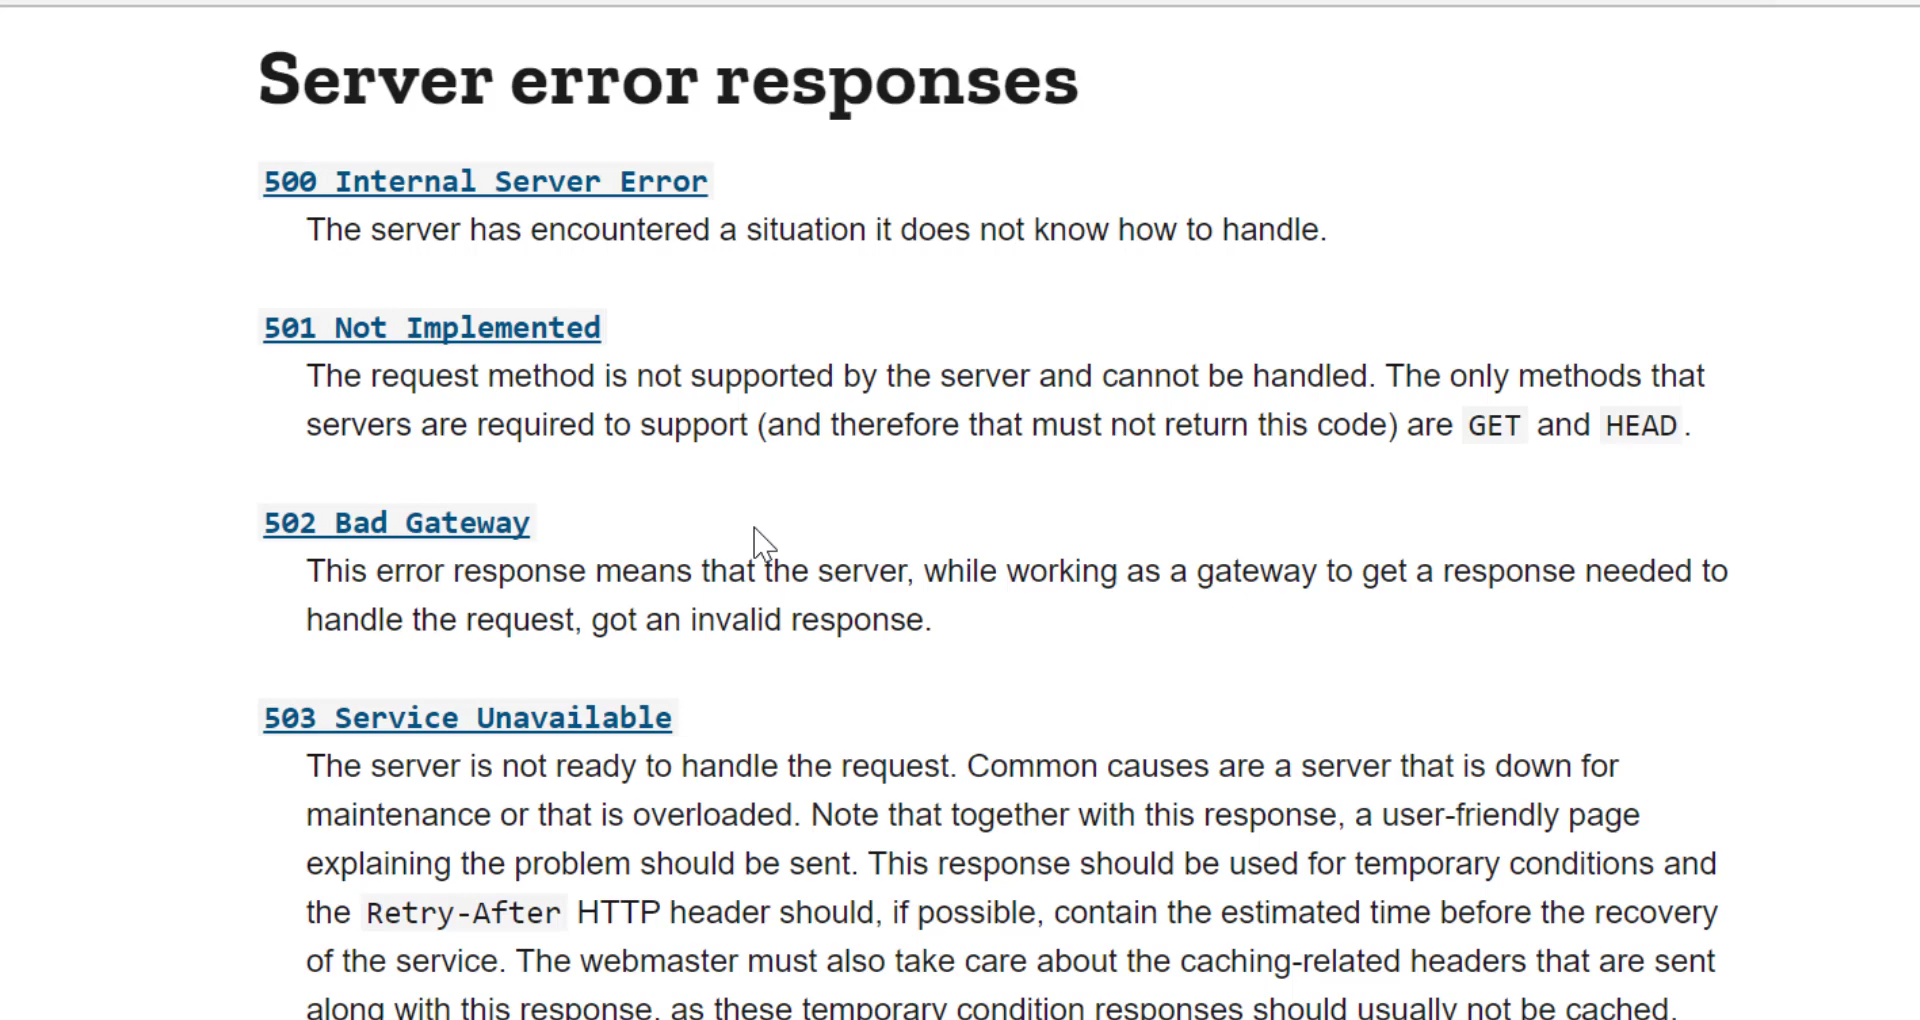 Server error responses
500 Internal Server Error
The server has encountered a situation it does not know how to handle.
501 Not Implemented
The request method is not supported by the server and cannot be handled. The only methods that
servers are required to support (and therefore that must not return this code) are GET and HEAD.
502 Bad Gateway
This error response means that the server, while working as a gateway to get a response needed to
handle the request, got an invalid response.
503 Service Unavailable
The server is not ready to handle the request. Common causes are a server that is down for
maintenance or that is overloaded. Note that together with this response, a user-friendly page
explaining the problem should be sent. This response should be used for temporary conditions and
the Retry-After HTTP header should, if possible, contain the estimated time before the recovery
of the service. The webmaster must also take care about the caching-related headers that are sent
along with this response, as these temporary condition responses should usually not be cached.